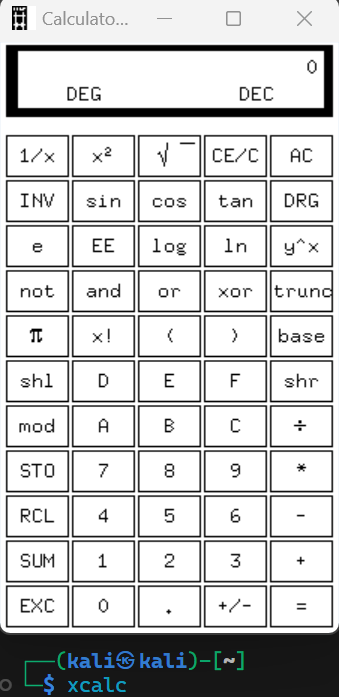 Calculato...
0
DEG DEC
1/x x² √‾ CE/C AC
INV sin cos tan DRG
e EE log ln y^x
not and or xor trunc
π x! ( ) base
shl D E F shr
mod A B C ÷
STO 7 8 9 *
RCL 4 5 6 -
SUM 1 2 3 +
EXC 0 . +/- =
┌──(kali㉿kali)-[~]
└─$ xcalc